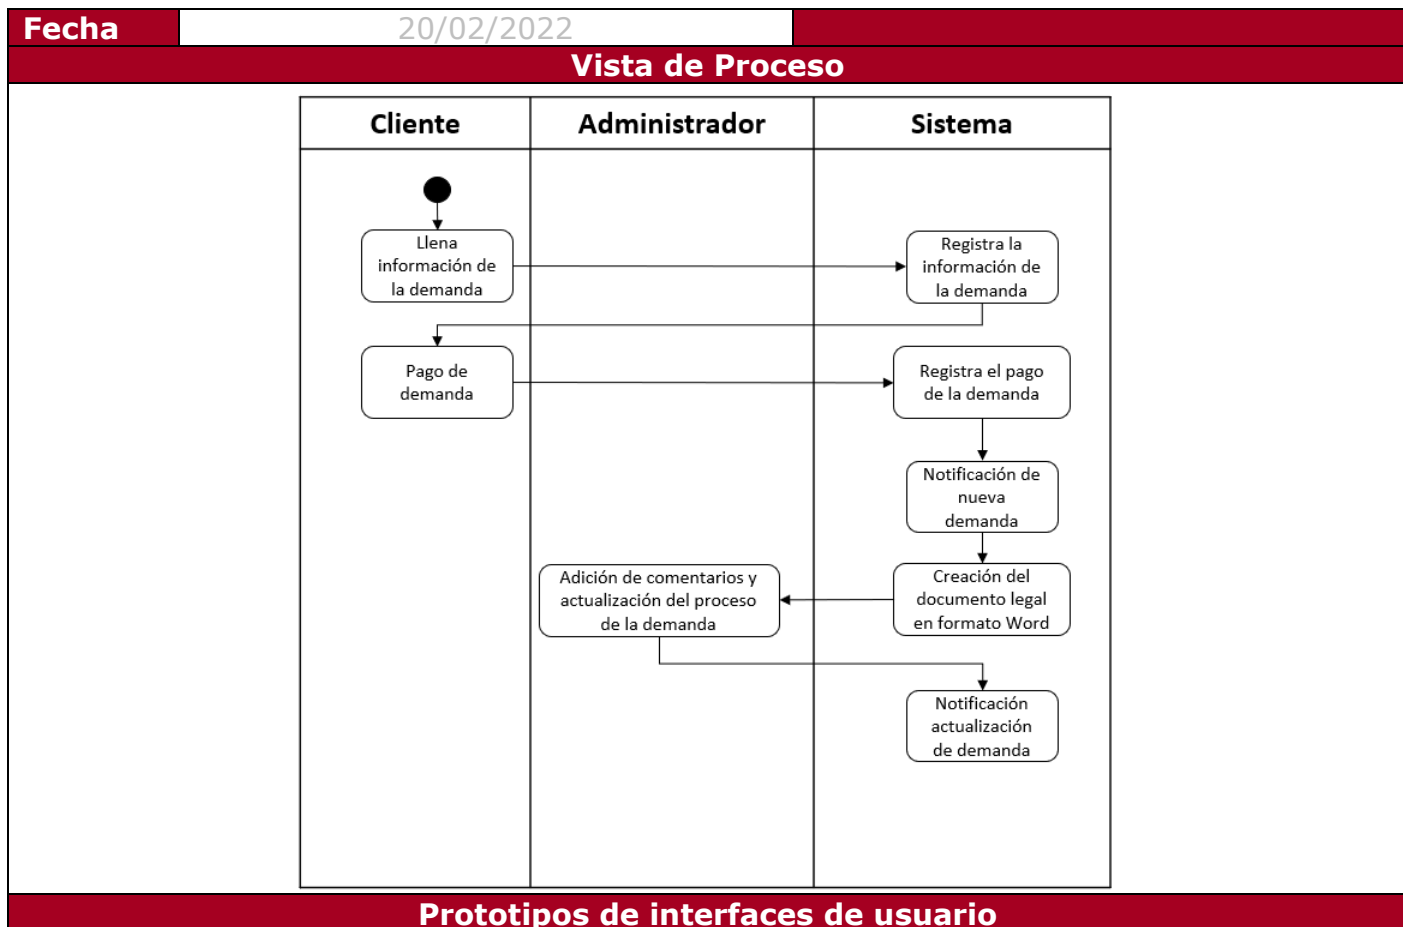 Fecha
20/02/2022
Vista de Proceso
Cliente
Administrador
Sistema
Llena
información de
la demanda
Registra la
información de
la demanda
Pago de
demanda
Registra el pago
de la demanda
Notificación de
nueva
demanda
Adición de comentarios y
actualización del proceso
de la demanda
Creación del
documento legal
en formato Word
Notificación
actualización
de demanda
Prototipos de interfaces de usuario